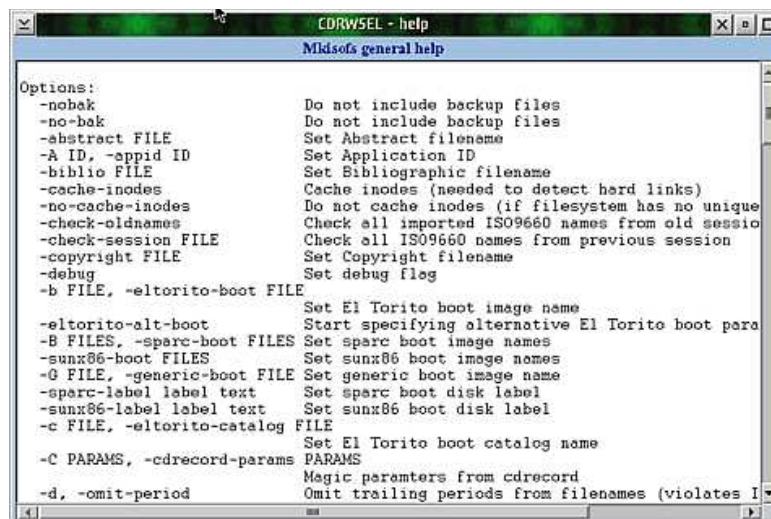 CDRWSEL - help
Mkisofs general help
Options:
-nobak Do not include backup files
-no-bak Do not include backup files
-abstract FILE Set Abstract filename
-A ID, -appid ID Set Application ID
-biblio FILE Set Bibliographic filename
-cache-inodes Cache inodes (needed to detect hard links)
-no-cache-inodes Do not cache inodes (if filesystem has no unique
-check-oldnames Check all imported ISO9660 names from old sessio
-check-session FILE Check all ISO9660 names from previous session
-copyright FILE Set Copyright filename
-debug Set debug flag
-b FILE, -eltorito-boot FILE
Set El Torito boot image name
-eltorito-alt-boot Start specifying alternative El Torito boot para
-B FILES, -sparc-boot FILES Set sparc boot image names
-sunx86-boot FILES Set sunx86 boot image names
-G FILE, -generic-boot FILE Set generic boot image name
-sparc-label label text Set sparc boot disk label
-sunx86-label label text Set sunx86 boot disk label
-c FILE, -eltorito-catalog FILE
Set El Torito boot catalog name
-C PARAMS, -cdrecord-params PARAMS
Magic paramters from cdrecord
-d, -omit-period Omit trailing periods from filenames (violates I